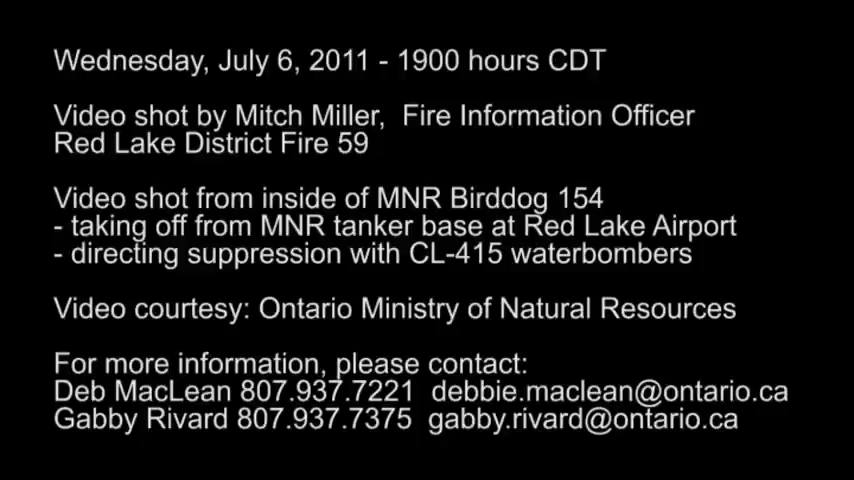 Wednesday, July 6, 2011 - 1900 hours CDT
Video shot by Mitch Miller,  Fire Information Officer
Red Lake District Fire 59
Video shot from inside of MNR Birddog 154
- taking off from MNR tanker base at Red Lake Airport
- directing suppression with CL-415 waterbombers
Video courtesy: Ontario Ministry of Natural Resources
For more information, please contact:
Deb MacLean 807.937.7221  debbie.maclean@ontario.ca
Gabby Rivard 807.937.7375  gabby.rivard@ontario.ca